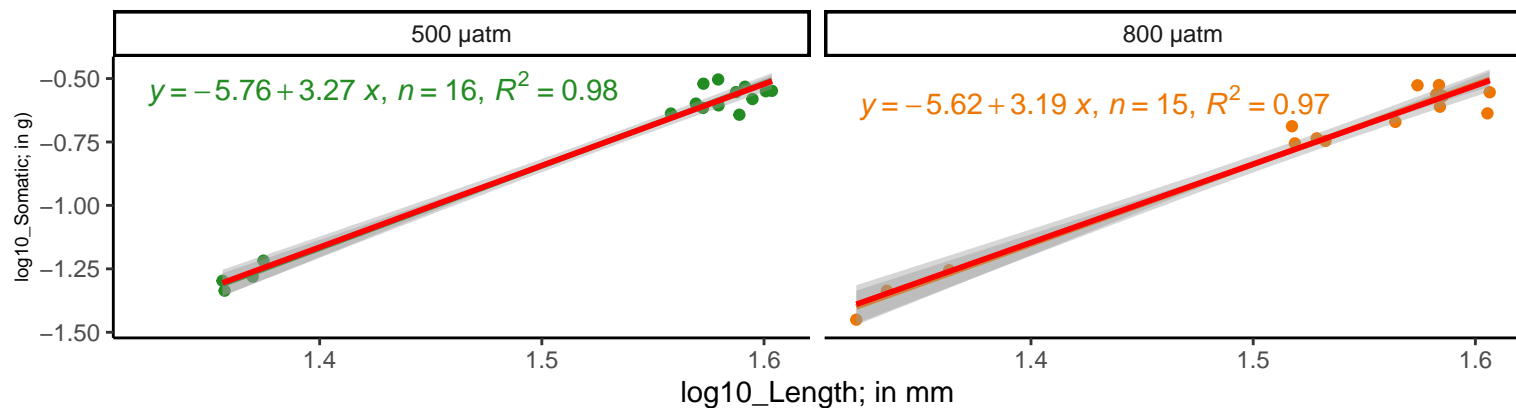 500 µatm
800 µatm
y = −5.76 + 3.27 x, n = 16, R² = 0.98
y = −5.62 + 3.19 x, n = 15, R² = 0.97
log10_Somatic; in g)
−0.50
−0.75
−1.00
−1.25
−1.50
1.4
1.5
1.6
1.4
1.5
1.6
log10_Length; in mm